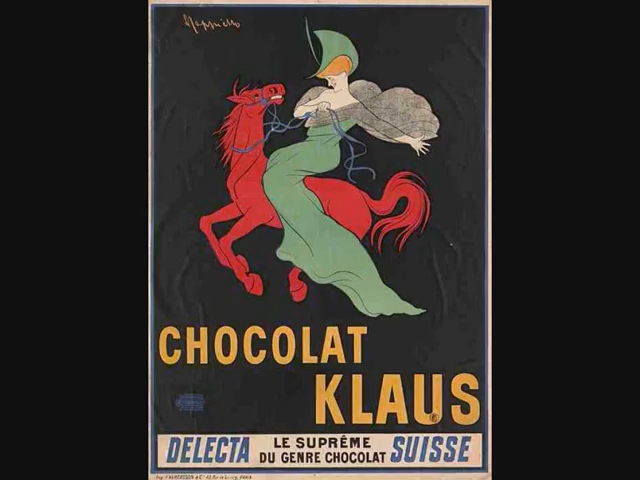 CHOCOLAT
KLAUS
DELECTA
LE SUPRÊME
DU GENRE CHOCOLAT
SUISSE